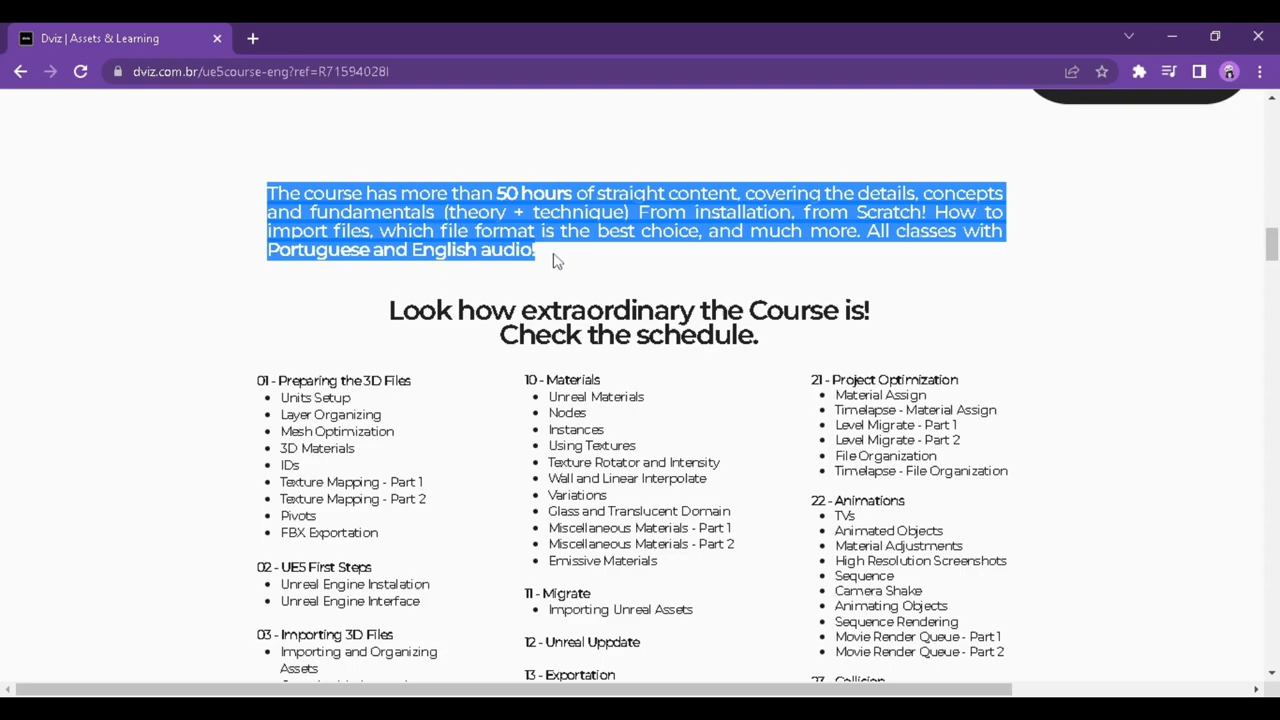 Dviz | Assets & Learning
dviz.com.br/ue5course-eng?ref=R71594028I
The course has more than 50 hours of straight content, covering the details, concepts
and fundamentals (theory + technique) From installation, from Scratch! How to
import files, which file format is the best choice, and much more. All classes with
Portuguese and English audio!
Look how extraordinary the Course is!
Check the schedule.
01 - Preparing the 3D Files
• Units Setup
• Layer Organizing
• Mesh Optimization
• 3D Materials
• IDs
• Texture Mapping - Part 1
• Texture Mapping - Part 2
• Pivots
• FBX Exportation
02 - UE5 First Steps
• Unreal Engine Instalation
• Unreal Engine Interface
03 - Importing 3D Files
• Importing and Organizing
Assets
10 - Materials
• Unreal Materials
• Nodes
• Instances
• Using Textures
• Texture Rotator and Intensity
• Wall and Linear Interpolate
• Variations
• Glass and Translucent Domain
• Miscellaneous Materials - Part 1
• Miscellaneous Materials - Part 2
• Emissive Materials
11 - Migrate
• Importing Unreal Assets
12 - Unreal Uppdate
13 - Exportation
21 - Project Optimization
• Material Assign
• Timelapse - Material Assign
• Level Migrate - Part 1
• Level Migrate - Part 2
• File Organization
• Timelapse - File Organization
22 - Animations
• TVs
• Animated Objects
• Material Adjustments
• High Resolution Screenshots
• Sequence
• Camera Shake
• Animating Objects
• Sequence Rendering
• Movie Render Queue - Part 1
• Movie Render Queue - Part 2
23 - Collision